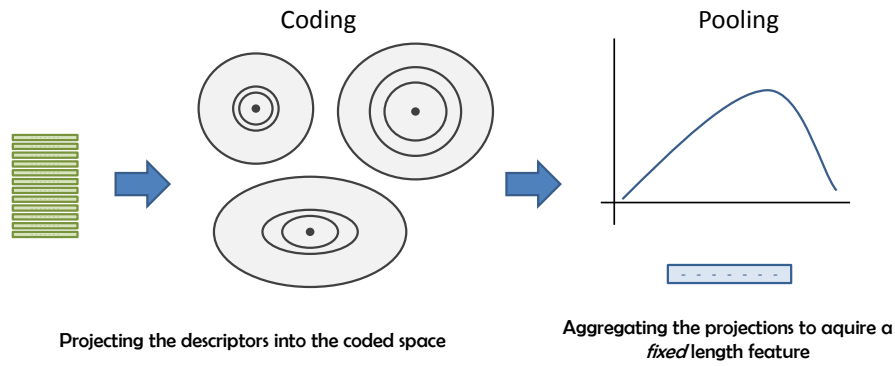 Coding
Pooling
Projecting the descriptors into the coded space
Aggregating the projections to aquire a
fixed length feature